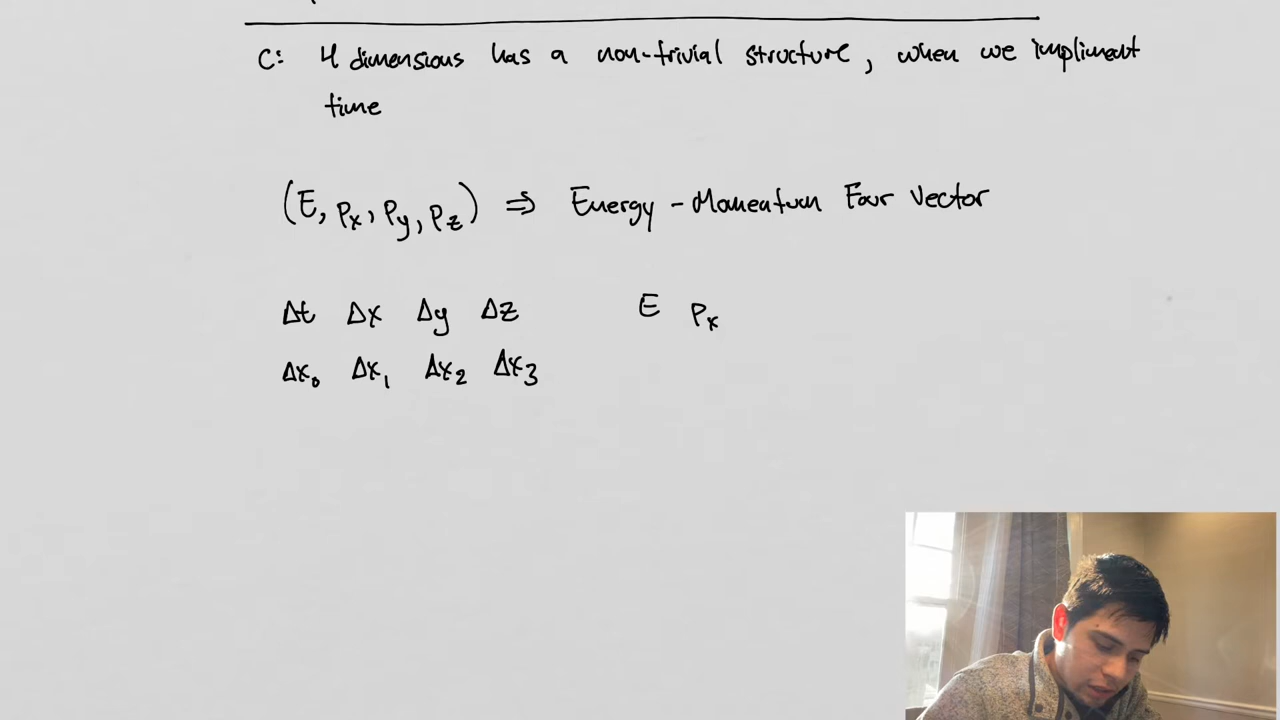 C: 4 dimensions has a non-trivial structure, when we impliment
time
(E, Px, Py, Pz) ⇒ Energy - Momentum Four Vector
Δt Δx Δy Δz E Px
Δx₀ Δx₁ Δx₂ Δx₃